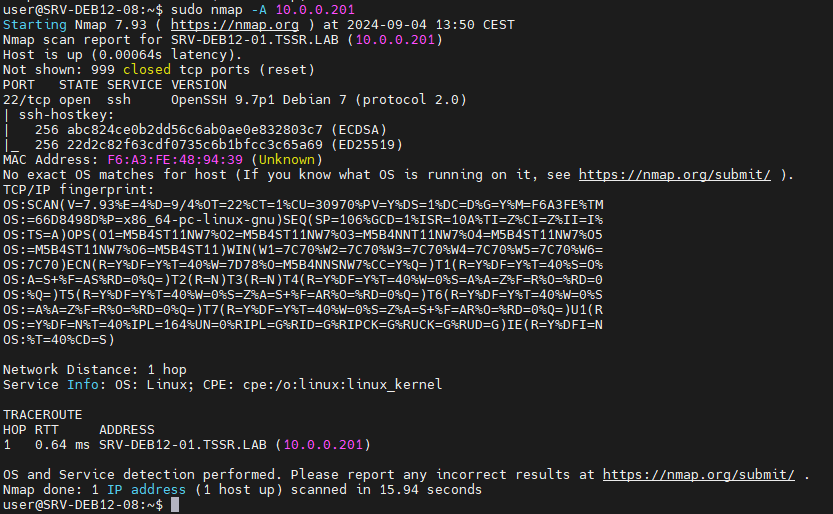 user@SRV-DEB12-08:~$ sudo nmap -A 10.0.0.201
Starting Nmap 7.93 ( https://nmap.org ) at 2024-09-04 13:50 CEST
Nmap scan report for SRV-DEB12-01.TSSR.LAB (10.0.0.201)
Host is up (0.00064s latency).
Not shown: 999 closed tcp ports (reset)
PORT   STATE SERVICE VERSION
22/tcp open  ssh     OpenSSH 9.7p1 Debian 7 (protocol 2.0)
| ssh-hostkey:
|   256 abc824ce0b2dd56c6ab0ae0e832803c7 (ECDSA)
|_  256 22d2c82f63cdf0735c6b1bfcc3c65a69 (ED25519)
MAC Address: F6:A3:FE:48:94:39 (Unknown)
No exact OS matches for host (If you know what OS is running on it, see https://nmap.org/submit/ ).
TCP/IP fingerprint:
OS:SCAN(V=7.93%E=4%D=9/4%OT=22%CT=1%CU=30970%PV=Y%DS=1%DC=D%G=Y%M=F6A3FE%TM
OS:=66D8498D%P=x86_64-pc-linux-gnu)SEQ(SP=106%GCD=1%ISR=10A%TI=Z%CI=Z%II=I%
OS:TS=A)OPS(O1=M5B4ST11NW7%O2=M5B4ST11NW7%O3=M5B4NNT11NW7%O4=M5B4ST11NW7%O5
OS:=M5B4ST11NW7%O6=M5B4ST11)WIN(W1=7C70%W2=7C70%W3=7C70%W4=7C70%W5=7C70%W6=
OS:7C70)ECN(R=Y%DF=Y%T=40%W=7D78%O=M5B4NNSNW7%CC=Y%Q=)T1(R=Y%DF=Y%T=40%S=O%
OS:A=S+%F=AS%RD=0%Q=)T2(R=N)T3(R=N)T4(R=Y%DF=Y%T=40%W=0%S=A%A=Z%F=R%O=%RD=0
OS:%Q=)T5(R=Y%DF=Y%T=40%W=0%S=Z%A=S+%F=AR%O=%RD=0%Q=)T6(R=Y%DF=Y%T=40%W=0%S
OS:=A%A=Z%F=R%O=%RD=0%Q=)T7(R=Y%DF=Y%T=40%W=0%S=Z%A=S+%F=AR%O=%RD=0%Q=)U1(R
OS:=Y%DF=N%T=40%IPL=164%UN=0%RIPL=G%RID=G%RIPCK=G%RUCK=G%RUD=G)IE(R=Y%DFI=N
OS:%T=40%CD=S)
Network Distance: 1 hop
Service Info: OS: Linux; CPE: cpe:/o:linux:linux_kernel
TRACEROUTE
HOP RTT     ADDRESS
1   0.64 ms SRV-DEB12-01.TSSR.LAB (10.0.0.201)
OS and Service detection performed. Please report any incorrect results at https://nmap.org/submit/ .
Nmap done: 1 IP address (1 host up) scanned in 15.94 seconds
user@SRV-DEB12-08:~$